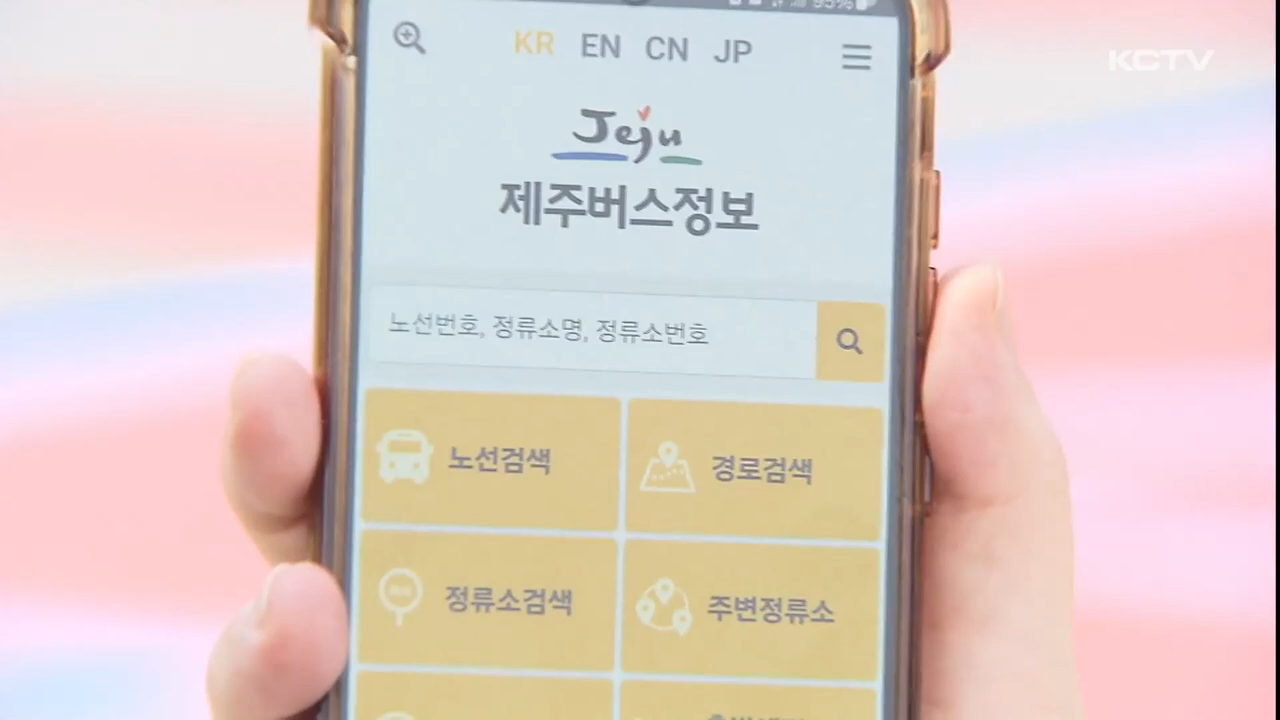 95%
KCTV
KR EN CN JP
Jeju
제주버스정보
노선번호, 정류소명, 정류소번호
노선검색
경로검색
정류소검색
주변정류소